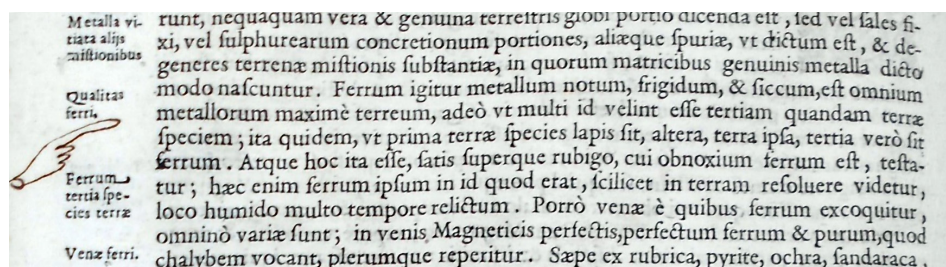 Metalla vi-
tiata alijs
mistionibus
Qualitas
ferri.
Ferrum
tertia spe-
cies terræ
Venæ ferri.
runt, nequaquam vera & genuina terreſtris globi portio dicenda eſt, ſed vel ſales fi-
xi, vel ſulphurearum concretionum portiones, aliæque ſpuriæ, vt dictum eſt, & de-
generes terrenæ miſtionis ſubſtantiæ, in quorum matricibus genuinis metalla dicto
modo naſcuntur. Ferrum igitur metallum notum, frigidum, & ſiccum, eſt omnium
metallorum maximè terreum, adeò vt multi id velint eſſe tertiam quandam terræ
ſpeciem; ita quidem, vt prima terræ ſpecies lapis ſit, altera, terra ipſa, tertia verò ſit
ferrum. Atque hoc ita eſſe, ſatis ſuperque rubigo, cui obnoxium ferrum eſt, teſta-
tur; hæc enim ferrum ipſum in id quod erat, ſcilicet in terram reſoluere videtur,
loco humido multo tempore relictum. Porrò venæ è quibus ferrum excoquitur,
omninò variæ ſunt; in venis Magneticis perfectis, perfectum ferrum & purum, quod
chalybem vocant, plerumque reperitur. Sæpe ex rubrica, pyrite, ochra, ſandaraca,